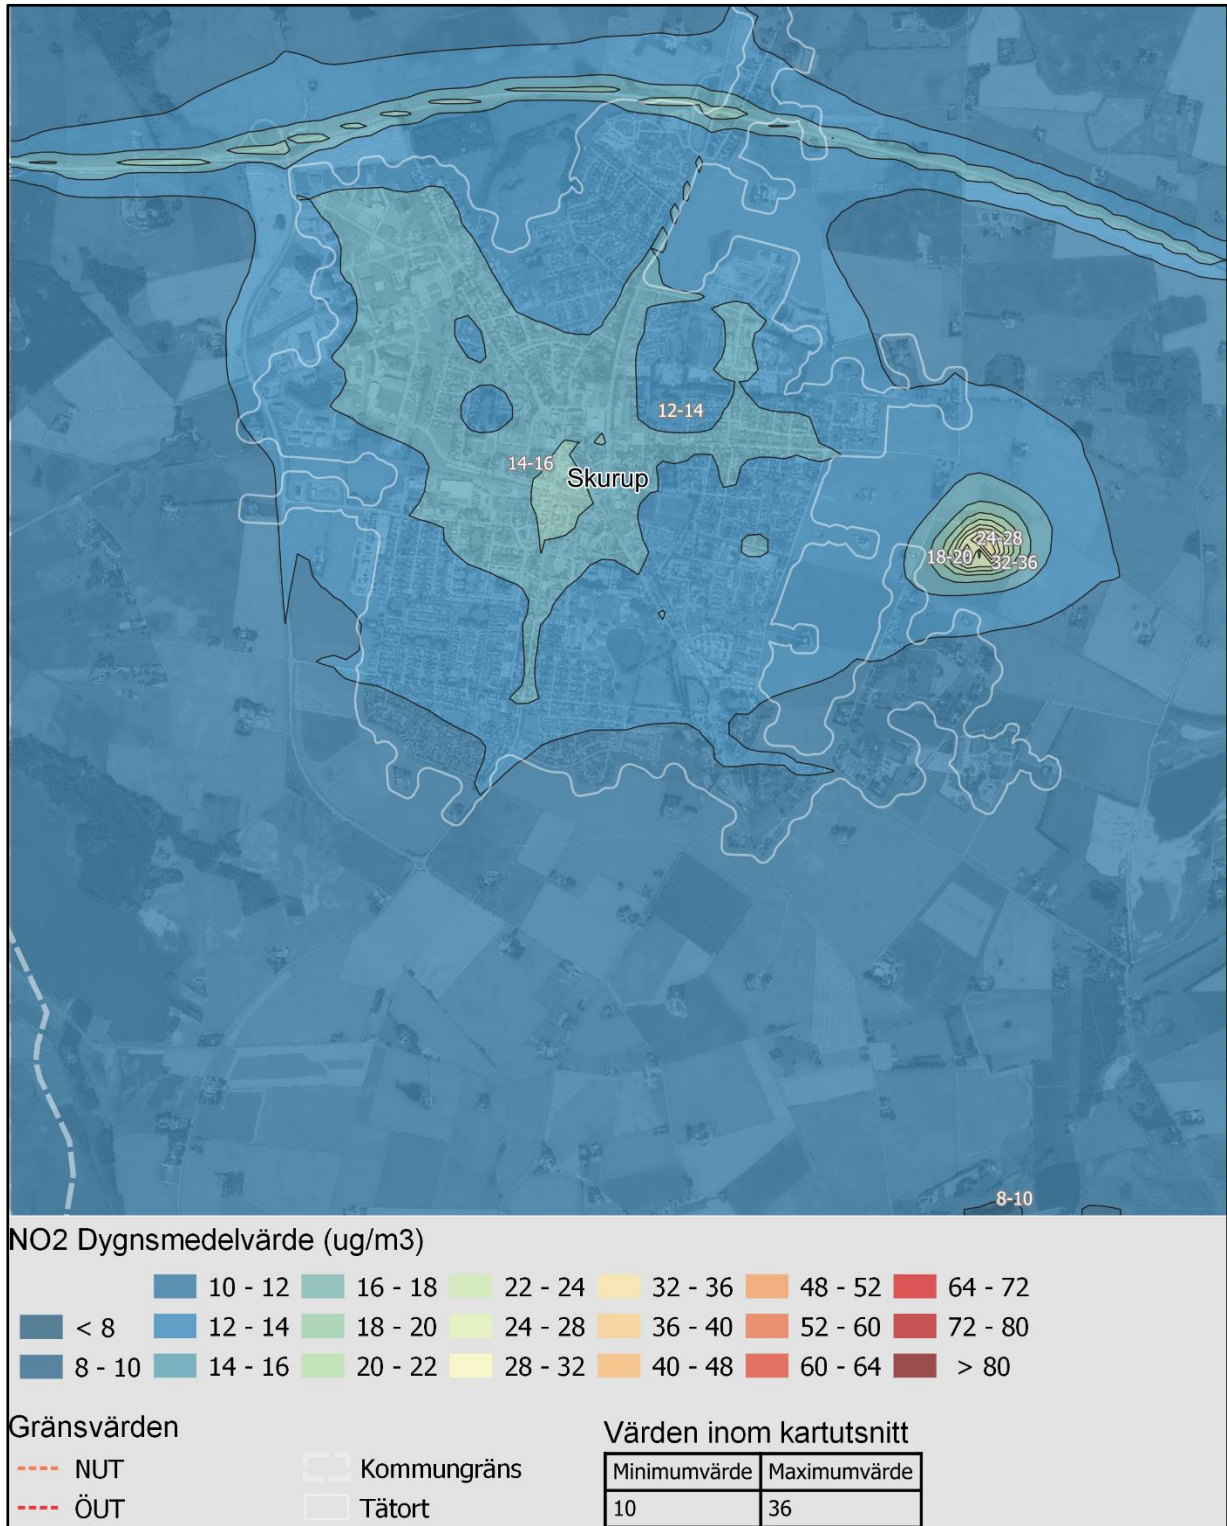 12-14
14-16
Skurup
24-28
18-20
32-36
8-10
NO2 Dygnsmedelvärde (ug/m3)
10 - 12 16 - 18 22 - 24 32 - 36 48 - 52 64 - 72
< 8 12 - 14 18 - 20 24 - 28 36 - 40 52 - 60 72 - 80
8 - 10 14 - 16 20 - 22 28 - 32 40 - 48 60 - 64 > 80
Gränsvärden
NUT
ÖUT
Kommungräns
Tätort
Värden inom kartutsnitt
Minimumvärde Maximumvärde
10 36